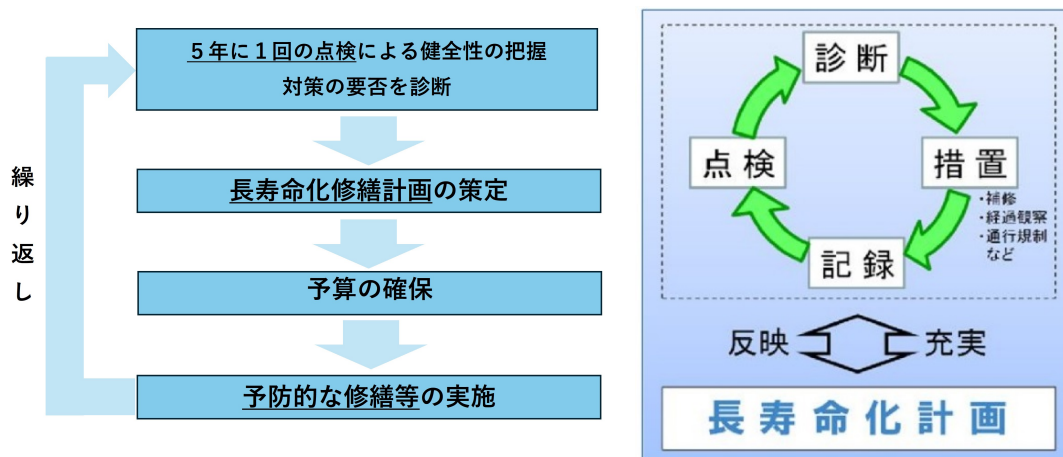 5年に1回の点検による健全性の把握
対策の要否を診断
長寿命化修繕計画の策定
予算の確保
予防的な修繕等の実施
繰り返し
診断
点検
措置
・補修
・経過観察
・通行規制
など
記録
反映
充実
長寿命化計画